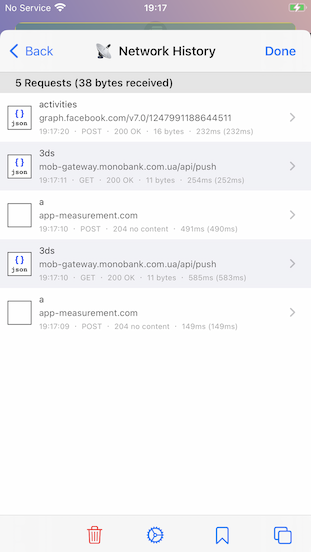 No Service 19:17
Back Network History Done
5 Requests (38 bytes received)
activities
graph.facebook.com/v7.0/1247991188644511
19:17:20 · POST · 200 OK · 16 bytes · 232ms (232ms)
{ }
json
3ds
mob-gateway.monobank.com.ua/api/push
19:17:11 · GET · 200 OK · 11 bytes · 254ms (252ms)
{ }
json
a
app-measurement.com
19:17:10 · POST · 204 no content · 491ms (490ms)
3ds
mob-gateway.monobank.com.ua/api/push
19:17:10 · GET · 200 OK · 11 bytes · 585ms (583ms)
{ }
json
a
app-measurement.com
19:17:09 · POST · 204 no content · 149ms (149ms)